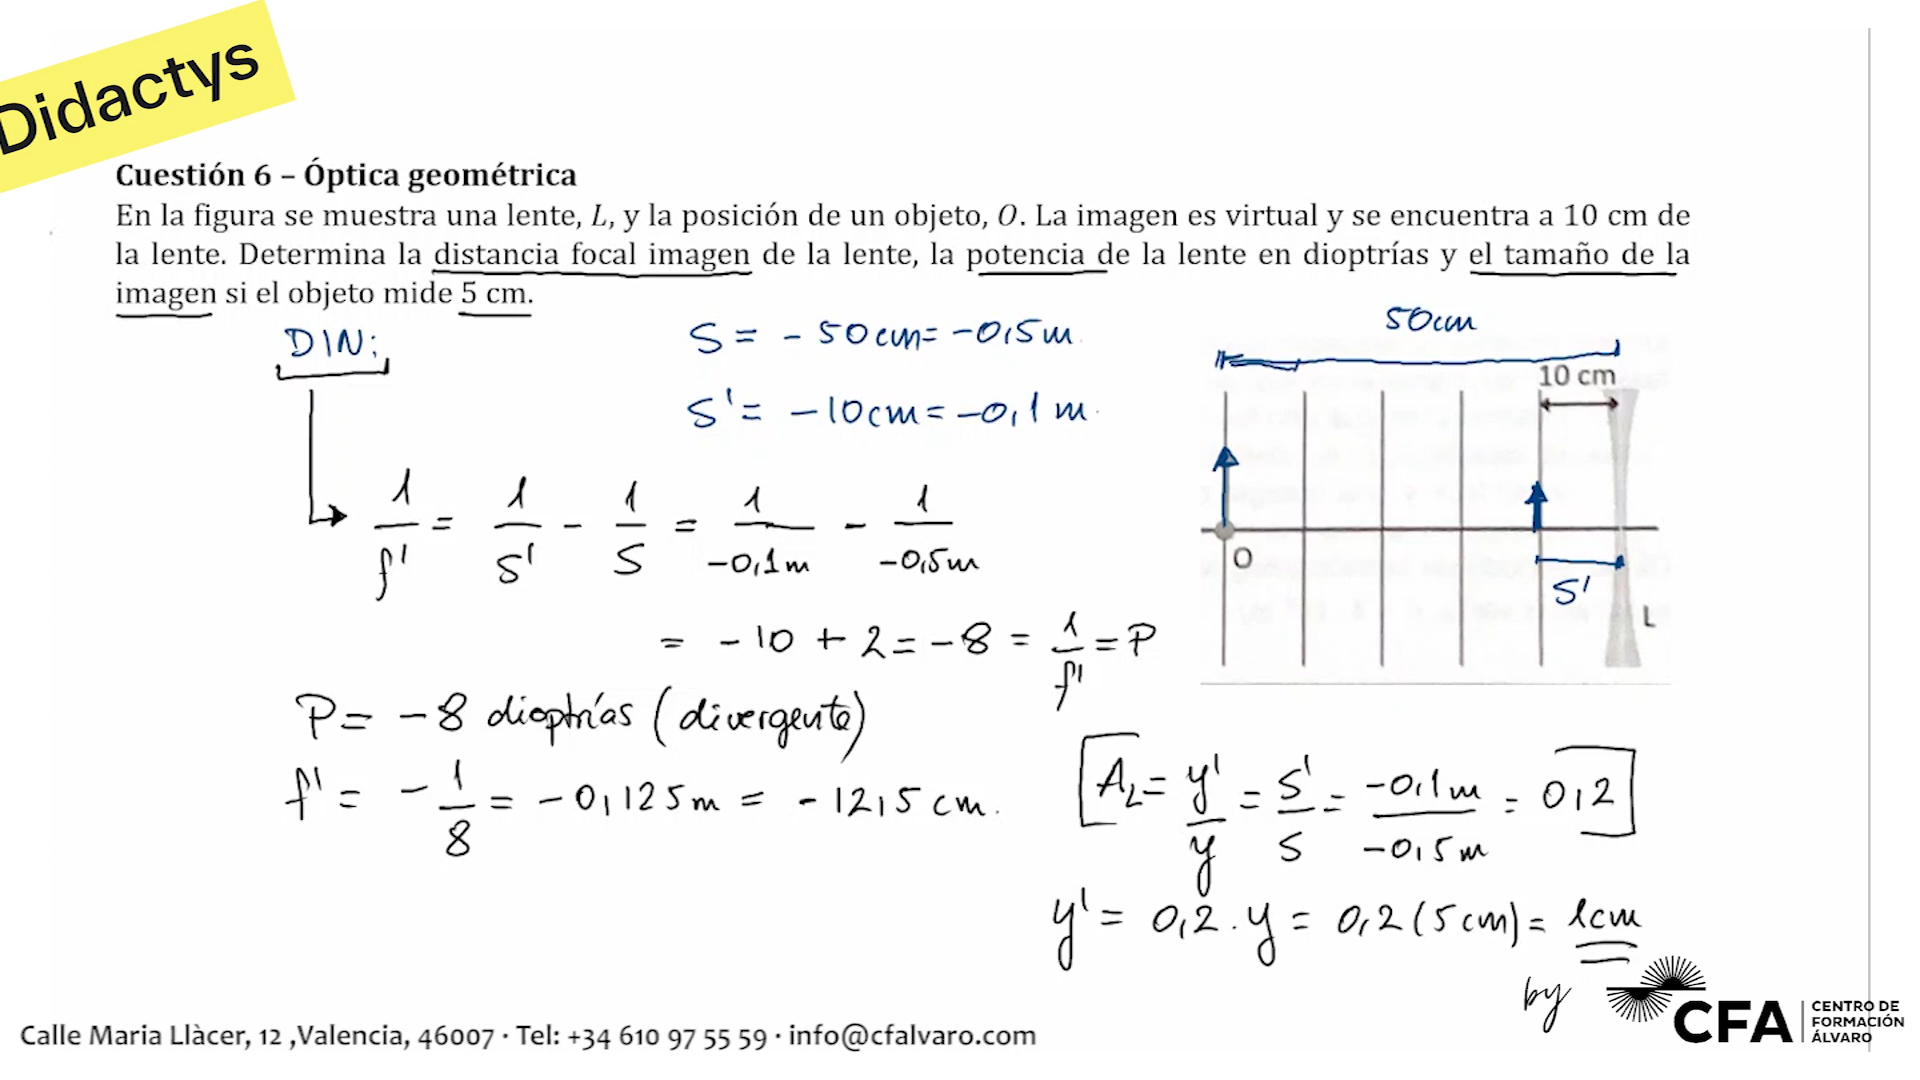 Didactys
Cuestión 6 – Óptica geométrica
En la figura se muestra una lente, L, y la posición de un objeto, O. La imagen es virtual y se encuentra a 10 cm de
la lente. Determina la distancia focal imagen de la lente, la potencia de la lente en dioptrías y el tamaño de la
imagen si el objeto mide 5 cm.
DIN:
S = - 50cm = -0,5m
S' = -10cm = -0,1 m.
1/f' = 1/S' - 1/S = 1/-0,1m - 1/-0,5m
= -10 + 2 = -8 = 1/f' = P
P = -8 dioptrías (divergente)
f' = -1/8 = -0,125m = -12,5 cm.
50cm
10 cm
O
S'
L
AL = y'/y = S'/S = -0,1m/-0,5m = 0,2
y' = 0,2 . y = 0,2 (5cm) = 1cm
by
CFA
CENTRO DE
FORMACIÓN
ÁLVARO
Calle Maria Llàcer, 12 ,Valencia, 46007 · Tel: +34 610 97 55 59 · info@cfalvaro.com